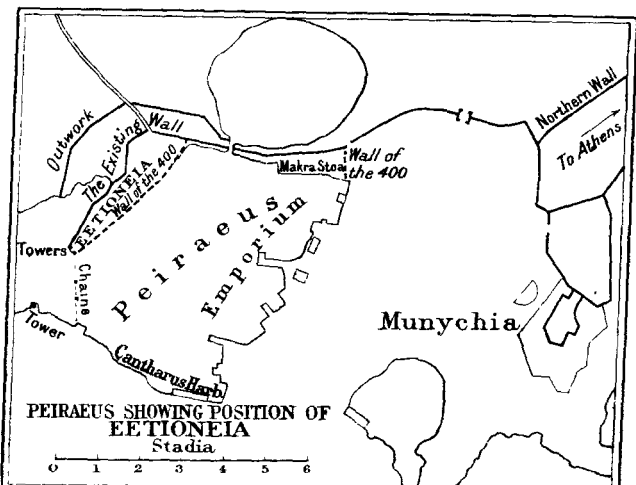 Outwork
The Existing Wall
EETIONEIA
Wall of the 400
Makra Stoa
Wall of
the 400
Northern Wall
To Athens
Towers
Chaine
Tower
Peiraeus
Emporium
Cantharus Harb.
Munychia
PEIRAEUS SHOWING POSITION OF
EETIONEIA
Stadia
0 1 2 3 4 5 6